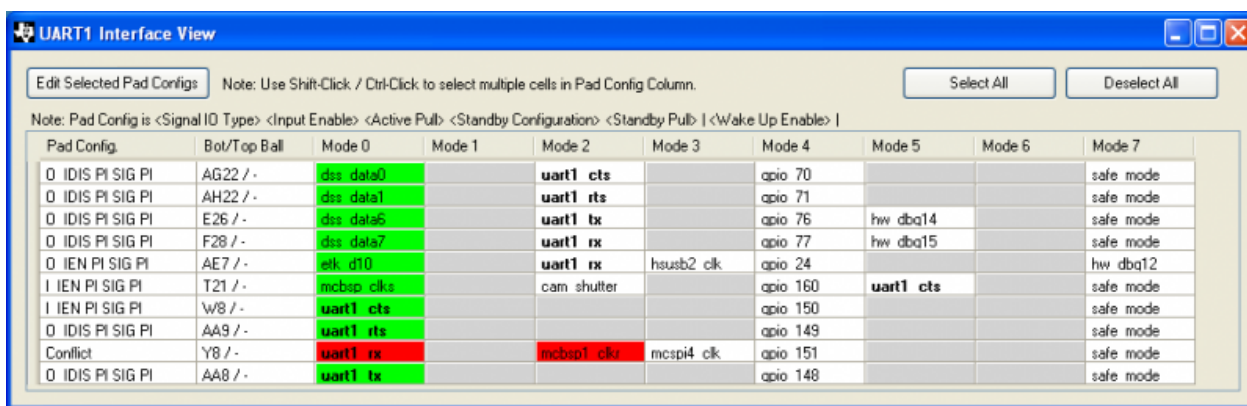 UART1 Interface View
Edit Selected Pad Configs Note: Use Shift-Click / Ctrl-Click to select multiple cells in Pad Config Column. Select All Deselect All
Note: Pad Config is <Signal IO Type> <Input Enable> <Active Pull> <Standby Configuration> <Standby Pull> | <Wake Up Enable> |
Pad Config. Bot/Top Ball Mode 0 Mode 1 Mode 2 Mode 3 Mode 4 Mode 5 Mode 6 Mode 7
O IDIS PI SIG PI AG22 / - dss_data0 uart1_cts gpio_70 safe_mode
O IDIS PI SIG PI AH22 / - dss_data1 uart1_rts gpio_71 safe_mode
O IDIS PI SIG PI E26 / - dss_data6 uart1_tx gpio_76 hw_dbg14 safe_mode
O IDIS PI SIG PI F28 / - dss_data7 uart1_rx gpio_77 hw_dbg15 safe_mode
O IEN PI SIG PI AE7 / - etk_d10 uart1_rx hsusb2_clk gpio_24 hw_dbg12
I IEN PI SIG PI T21 / - mcbsp_clks cam_shutter gpio_160 uart1_cts safe_mode
I IEN PI SIG PI W8 / - uart1_cts gpio_150 safe_mode
O IDIS PI SIG PI AA9 / - uart1_rts gpio_149 safe_mode
Conflict Y8 / - uart1_rx mcbsp1_clkr mcspi4_clk gpio_151 safe_mode
O IDIS PI SIG PI AA8 / - uart1_tx gpio_148 safe_mode